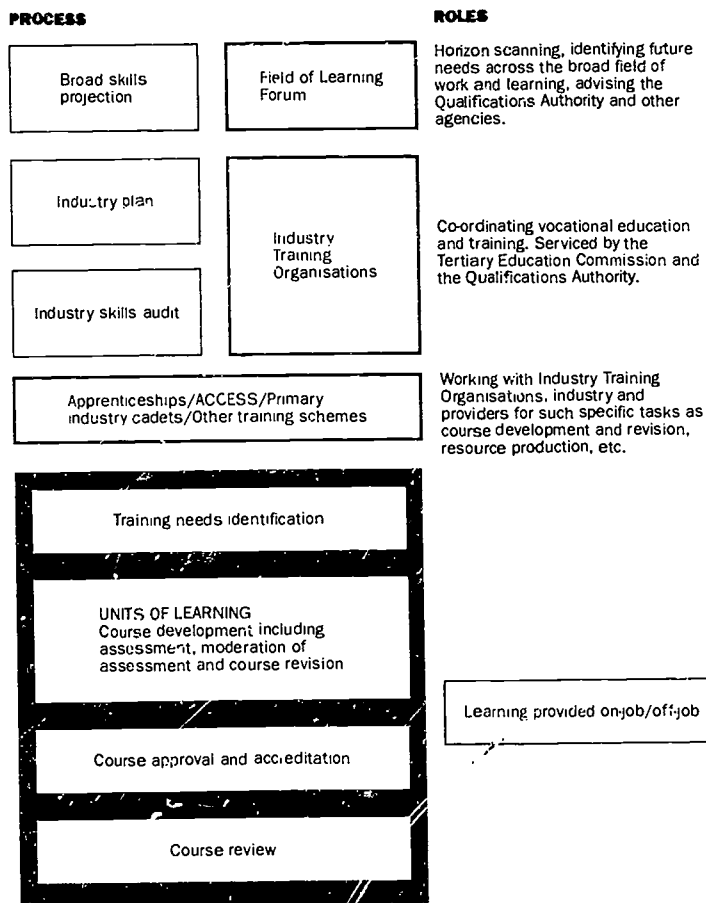 PROCESS
ROLES
Broad skills
projection
Field of Learning
Forum
Horizon scanning, identifying future
needs across the broad field of
work and learning, advising the
Qualifications Authority and other
agencies.
Industry plan
Industry skills audit
Industry
Training
Organisations
Co-ordinating vocational education
and training. Serviced by the
Tertiary Education Commission and
the Qualifications Authority.
Apprenticeships/ACCESS/Primary
industry cadets/Other training schemes
Working with Industry Training
Organisations, industry and
providers for such specific tasks as
course development and revision,
resource production, etc.
Training needs identification
UNITS OF LEARNING
Course development including
assessment, moderation of
assessment and course revision
Learning provided on-job/off-job
Course approval and accreditation
Course review